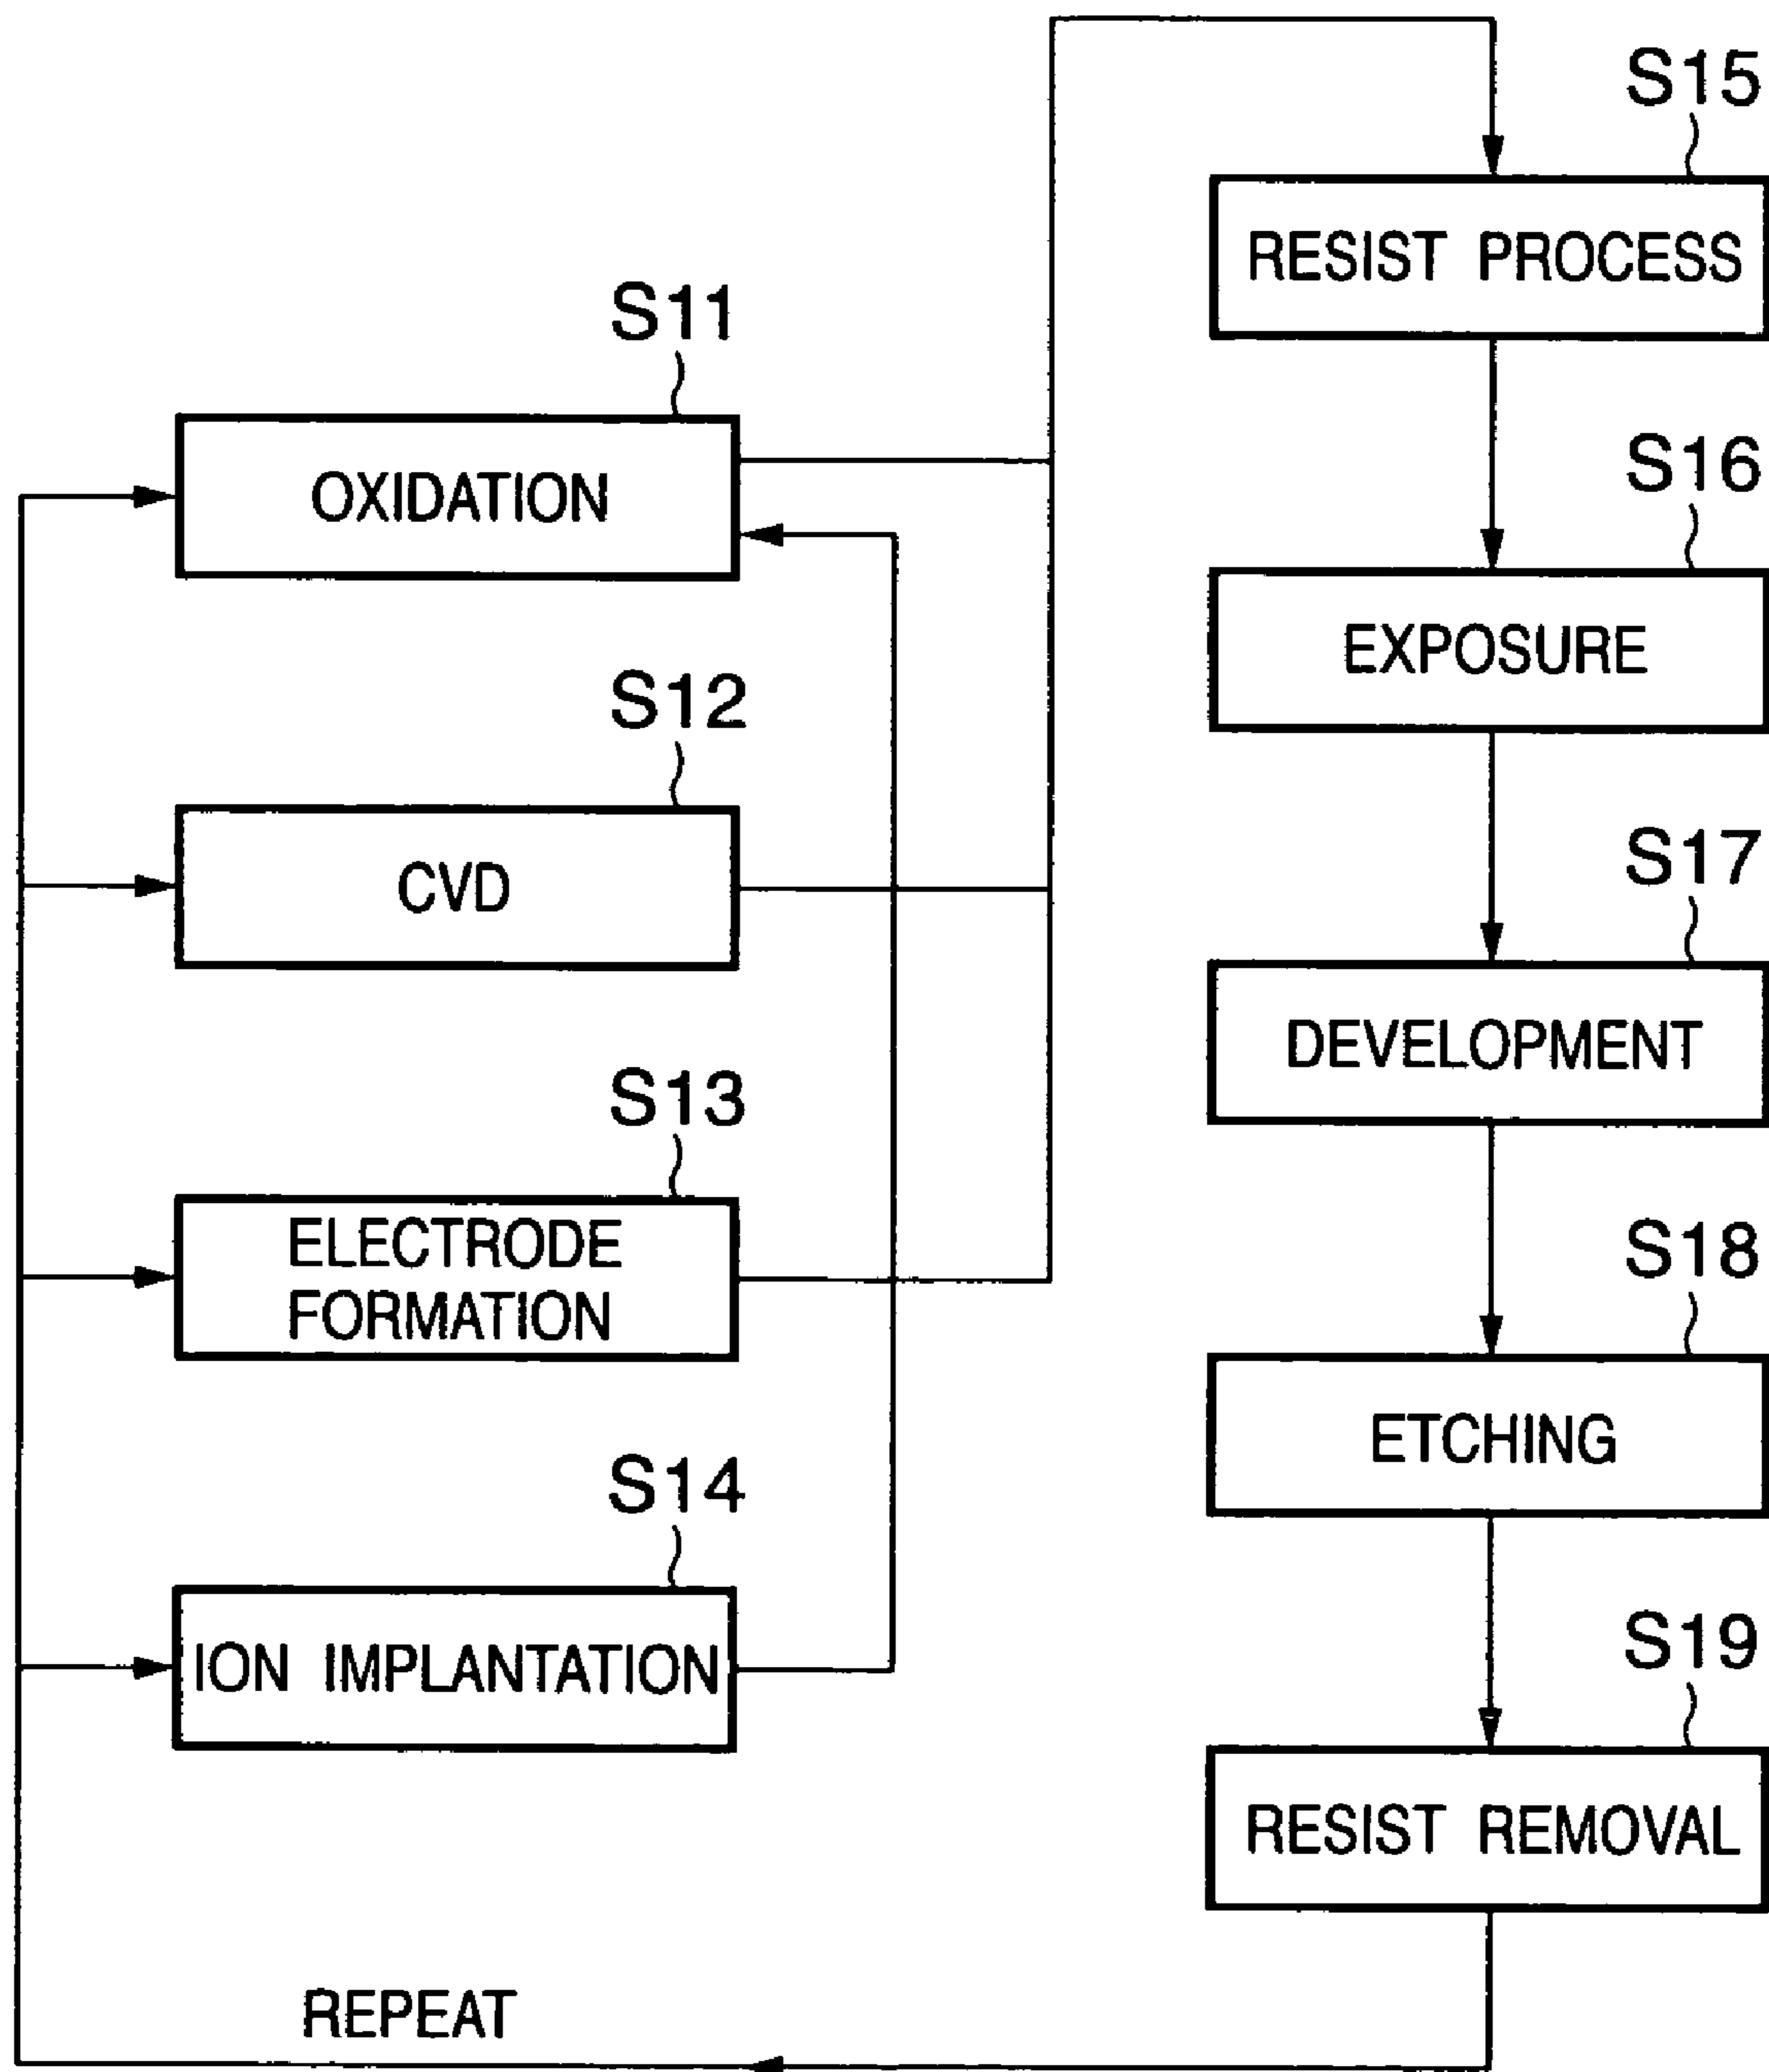 S11
OXIDATION
S12
CVD
S13
ELECTRODE
FORMATION
S14
ION IMPLANTATION
S15
RESIST PROCESS
S16
EXPOSURE
S17
DEVELOPMENT
S18
ETCHING
S19
RESIST REMOVAL
REPEAT